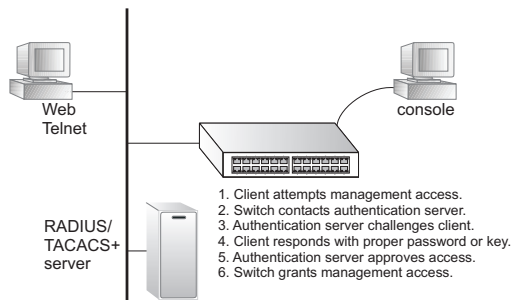 Web
Telnet
console
RADIUS/
TACACS+
server
1. Client attempts management access.
2. Switch contacts authentication server.
3. Authentication server challenges client.
4. Client responds with proper password or key.
5. Authentication server approves access.
6. Switch grants management access.